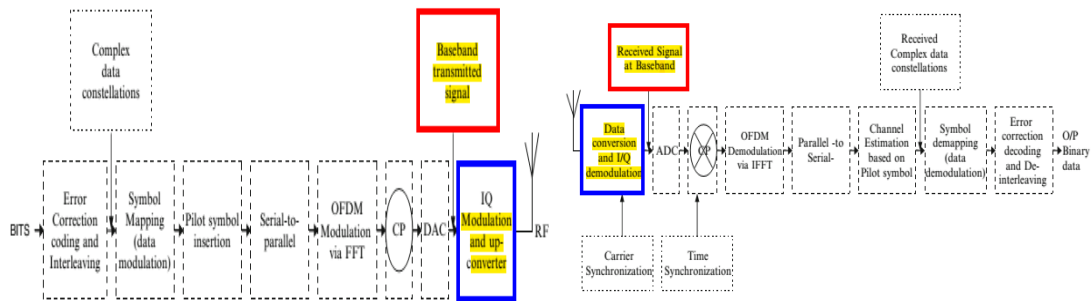 Complex
data
constellations
Baseband
transmitted
signal
BITS
Error
Correction
coding and
Interleaving
Symbol
Mapping
(data
modulation)
Pilot symbol
insertion
Serial-to-
parallel
OFDM
Modulation
via FFT
CP
DAC
IQ
Modulation
and up-
converter
RF
Received Signal
at Baseband
Received
Complex data
constellations
Data
conversion
and I/Q
demodulation
ADC
CP
OFDM
Demodulation
via IFFT
Parallel -to
Serial-
Channel
Estimation
based on
Pilot symbol
Symbol
demapping
(data
demodulation)
Error
correction
decoding
and De-
interleaving
O/P
Binary
data
Carrier
Synchronization
Time
Synchronization